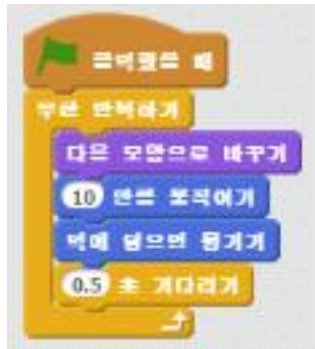 클릭했을 때
무한 반복하기
다음 모양으로 바꾸기
10 만큼 움직이기
벽에 닿으면 튕기기
0.5 초 기다리기